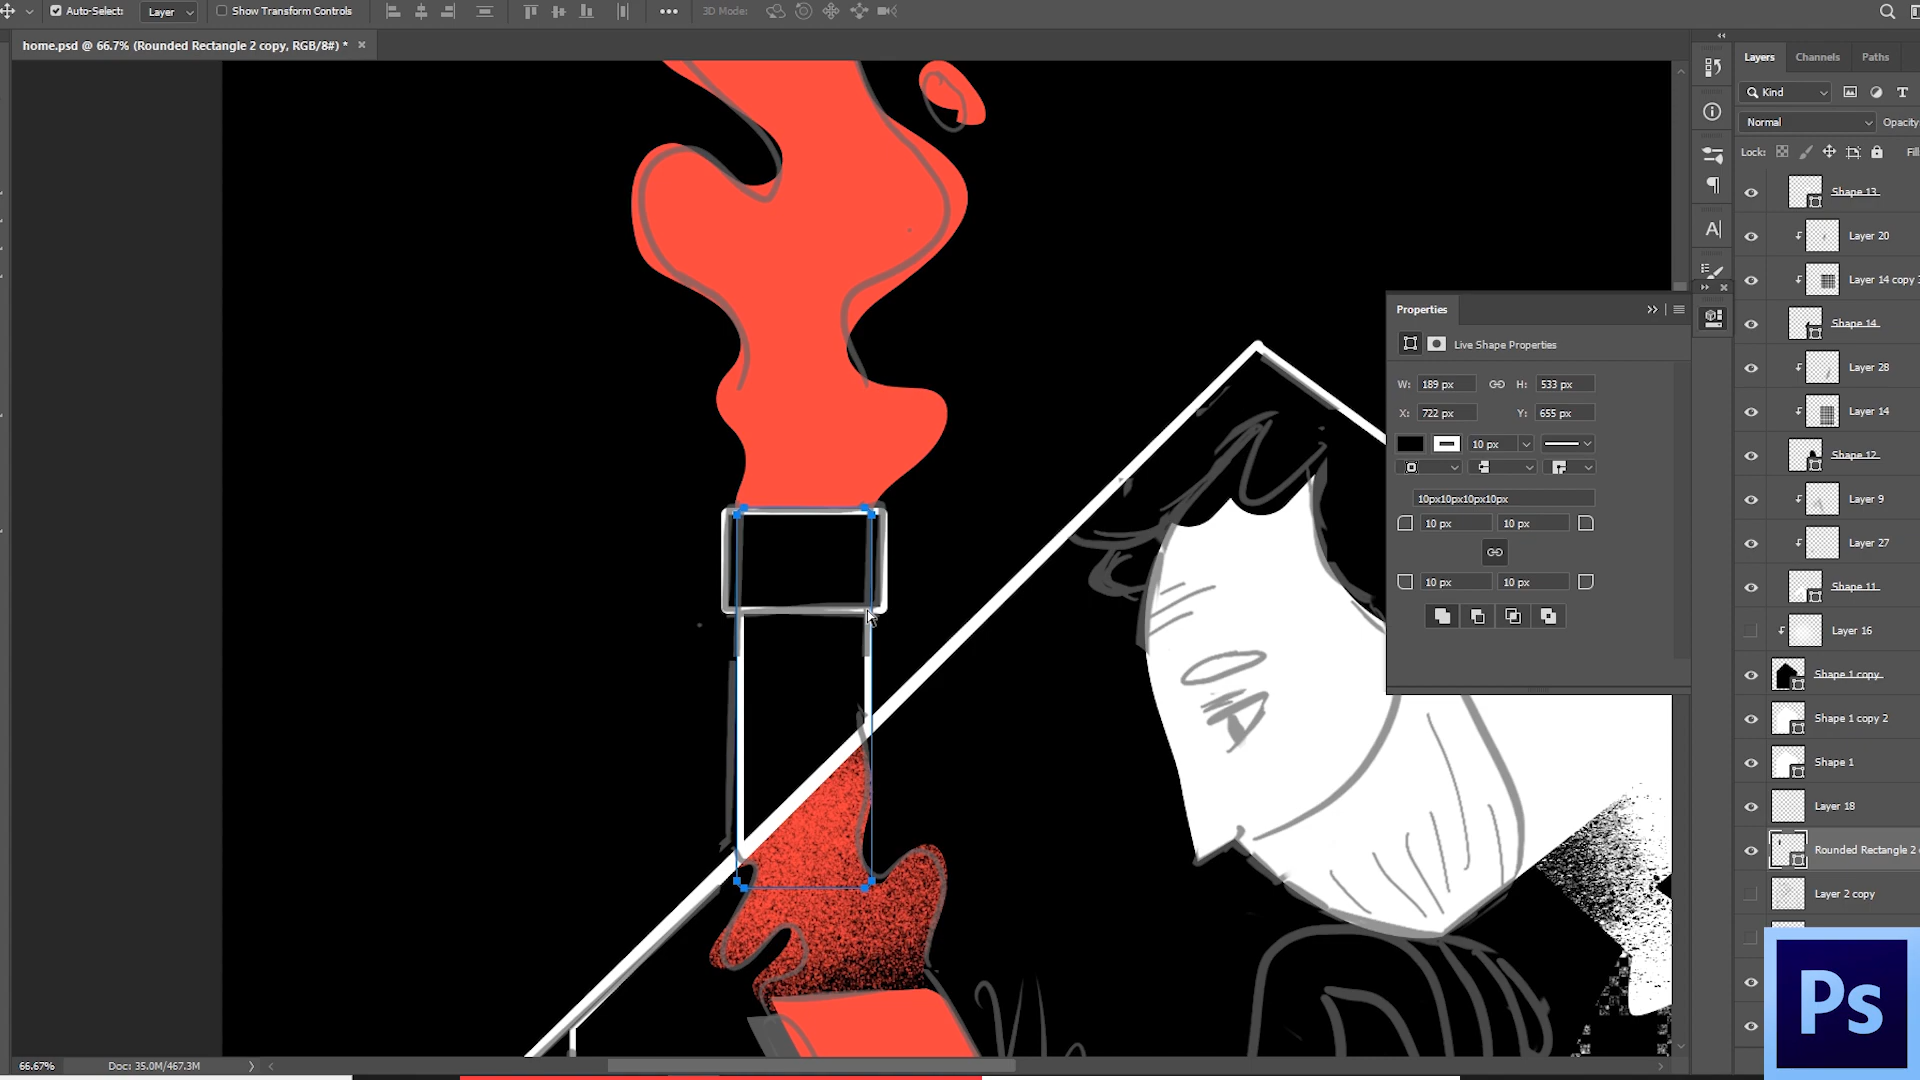 Auto-Select:
Layer
Show Transform Controls
3D Mode:
home.psd @ 66.7% (Rounded Rectangle 2 copy, RGB/8#) *
Layers
Channels
Paths
Kind
Normal
Opacity
Lock:
Fil
Shape 13
Layer 20
Layer 14 copy
Shape 14
Layer 28
Layer 14
Shape 12
Layer 9
Layer 27
Shape 11
Layer 16
Shape 1 copy
Shape 1 copy 2
Shape 1
Layer 18
Rounded Rectangle 2
Layer 2 copy
Properties
Live Shape Properties
W: 189 px
H: 533 px
X: 722 px
Y: 655 px
10 px
10px10px10px10px
10 px
10 px
10 px
10 px
66.67%
Doc: 35.0M/467.3M
Ps